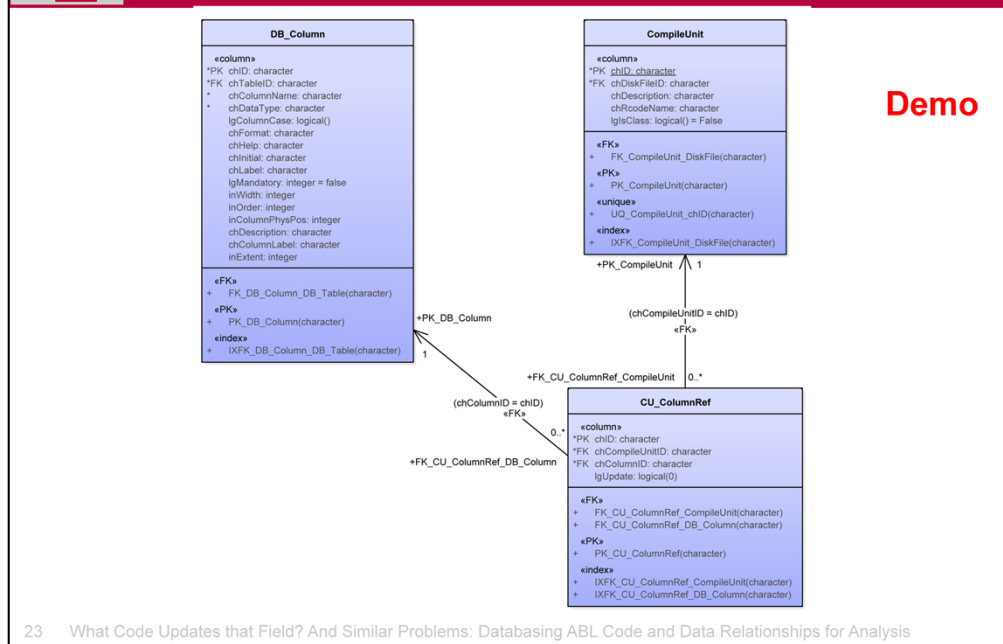 DB_Column
«column»
*PK chID: character
*FK chTableID: character
* chColumnName: character
* chDataType: character
lgColumnCase: logical()
chFormat: character
chHelp: character
chInitial: character
chLabel: character
lgMandatory: integer = false
inWidth: integer
inOrder: integer
inColumnPhysPos: integer
chDescription: character
chColumnLabel: character
inExtent: integer
«FK»
+ FK_DB_Column_DB_Table(character)
«PK»
+ PK_DB_Column(character)
«index»
+ IXFK_DB_Column_DB_Table(character)
CompileUnit
«column»
*PK chID: character
*FK chDiskFileID: character
chDescription: character
chRcodeName: character
lgIsClass: logical() = False
«FK»
+ FK_CompileUnit_DiskFile(character)
«PK»
+ PK_CompileUnit(character)
«unique»
+ UQ_CompileUnit_chID(character)
«index»
+ IXFK_CompileUnit_DiskFile(character)
Demo
+PK_CompileUnit 1
(chCompileUnitID = chID)
«FK»
+FK_CU_ColumnRef_CompileUnit 0..*
+PK_DB_Column
1
(chColumnID = chID)
«FK»
0..*
+FK_CU_ColumnRef_DB_Column
CU_ColumnRef
«column»
*PK chID: character
*FK chCompileUnitID: character
*FK chColumnID: character
lgUpdate: logical(0)
«FK»
+ FK_CU_ColumnRef_CompileUnit(character)
+ FK_CU_ColumnRef_DB_Column(character)
«PK»
+ PK_CU_ColumnRef(character)
«index»
+ IXFK_CU_ColumnRef_CompileUnit(character)
+ IXFK_CU_ColumnRef_DB_Column(character)
23 What Code Updates that Field? And Similar Problems: Databasing ABL Code and Data Relationships for Analysis